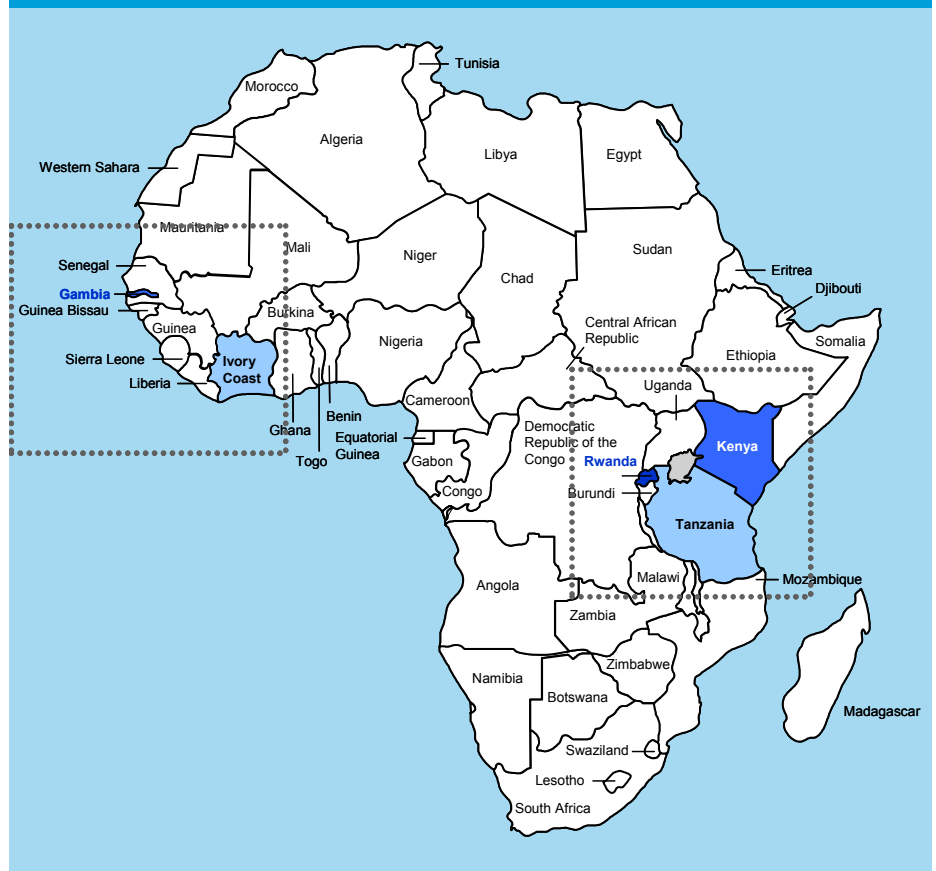 Tunisia
Morocco
Algeria
Libya
Egypt
Western Sahara
Mauritania
Mali
Niger
Chad
Sudan
Senegal
Eritrea
Gambia
Djibouti
Guinea Bissau
Burkina
Guinea
Nigeria
Central African
Republic
Somalia
Sierra Leone
Ivory
Coast
Ethiopia
Liberia
Uganda
Cameroon
Benin
Ghana
Togo
Equatorial
Guinea
Democratic
Republic of the
Congo
Kenya
Gabon
Rwanda
Congo
Burundi
Tanzania
Angola
Malawi
Mozambique
Zambia
Zimbabwe
Namibia
Botswana
Madagascar
Swaziland
Lesotho
South Africa